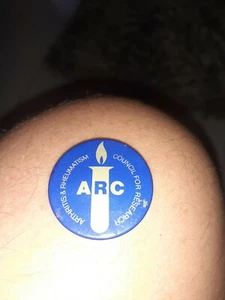 ARTHRITIS & RHEUMATISM COUNCIL FOR RESEARCH
ARC